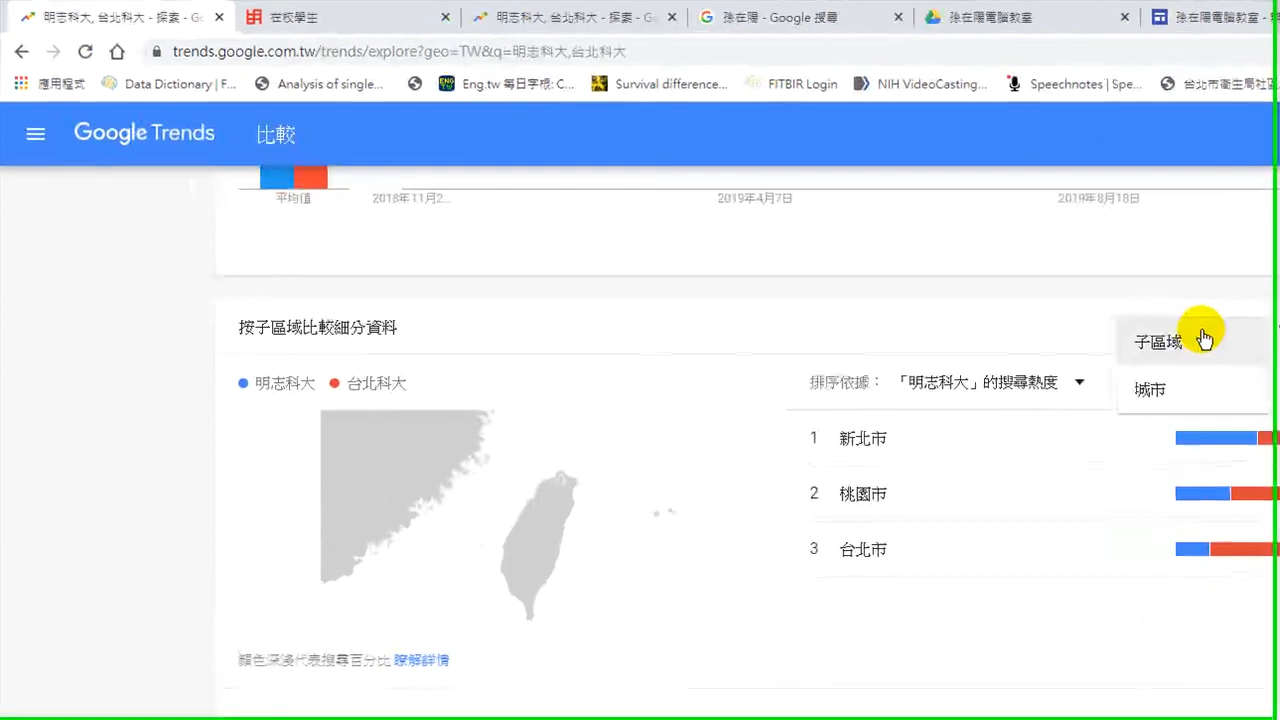 明志科大, 台北科大 - 探索 - Go
在校學生
明志科大, 台北科大 - 探索 - Go
孫在陽 - Google 搜尋
孫在陽電腦教室
孫在陽電腦教室 -
trends.google.com.tw/trends/explore?geo=TW&q=明志科大,台北科大
應用程式
Data Dictionary | F...
Analysis of single...
Eng.tw 每日字根: C...
Survival difference...
FITBIR Login
NIH VideoCasting...
Speechnotes | Spe...
台北市衛生局社區
Google Trends
比較
平均值
2018年11月2...
2019年4月7日
2019年8月18日
按子區域比較細分資料
子區域
城市
明志科大
台北科大
排序依據：
「明志科大」的搜尋熱度
1 新北市
2 桃園市
3 台北市
顏色深淺代表搜尋百分比 瞭解詳情